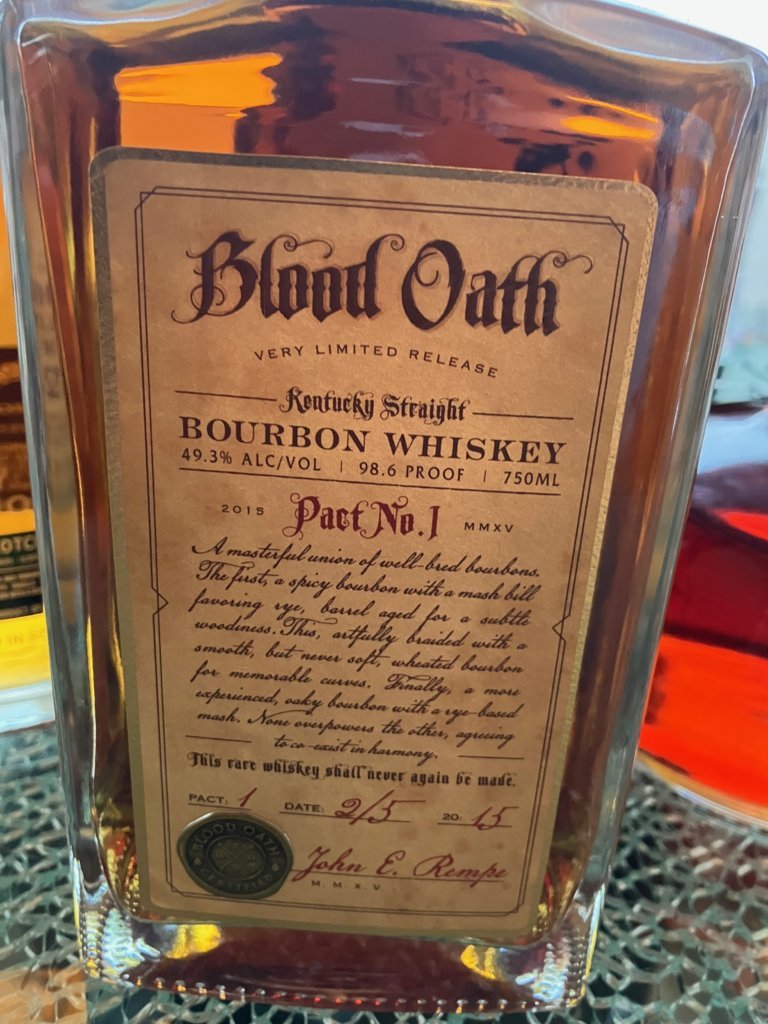 Blood Oath
VERY LIMITED RELEASE
Kentucky Straight
BOURBON WHISKEY
49.3% ALC/VOL | 98.6 PROOF | 750ML
2015 Pact No.1 MMXV
A masterful union of well-bred bourbons.
The first, a spicy bourbon with a mash bill
favoring rye, barrel aged for a subtle
woodiness. This, artfully braided with a
smooth, but never soft, wheated bourbon
for memorable curves. Finally, a more
experienced, oaky bourbon with a rye-based
mash. None overpowers the other, agreeing
to co-exist in harmony.
This rare whiskey shall never again be made.
PACT: 1 DATE: 2/5 20: 15
BLOOD OATH
CERTIFIED
John E. Rempe
M.M.X.V